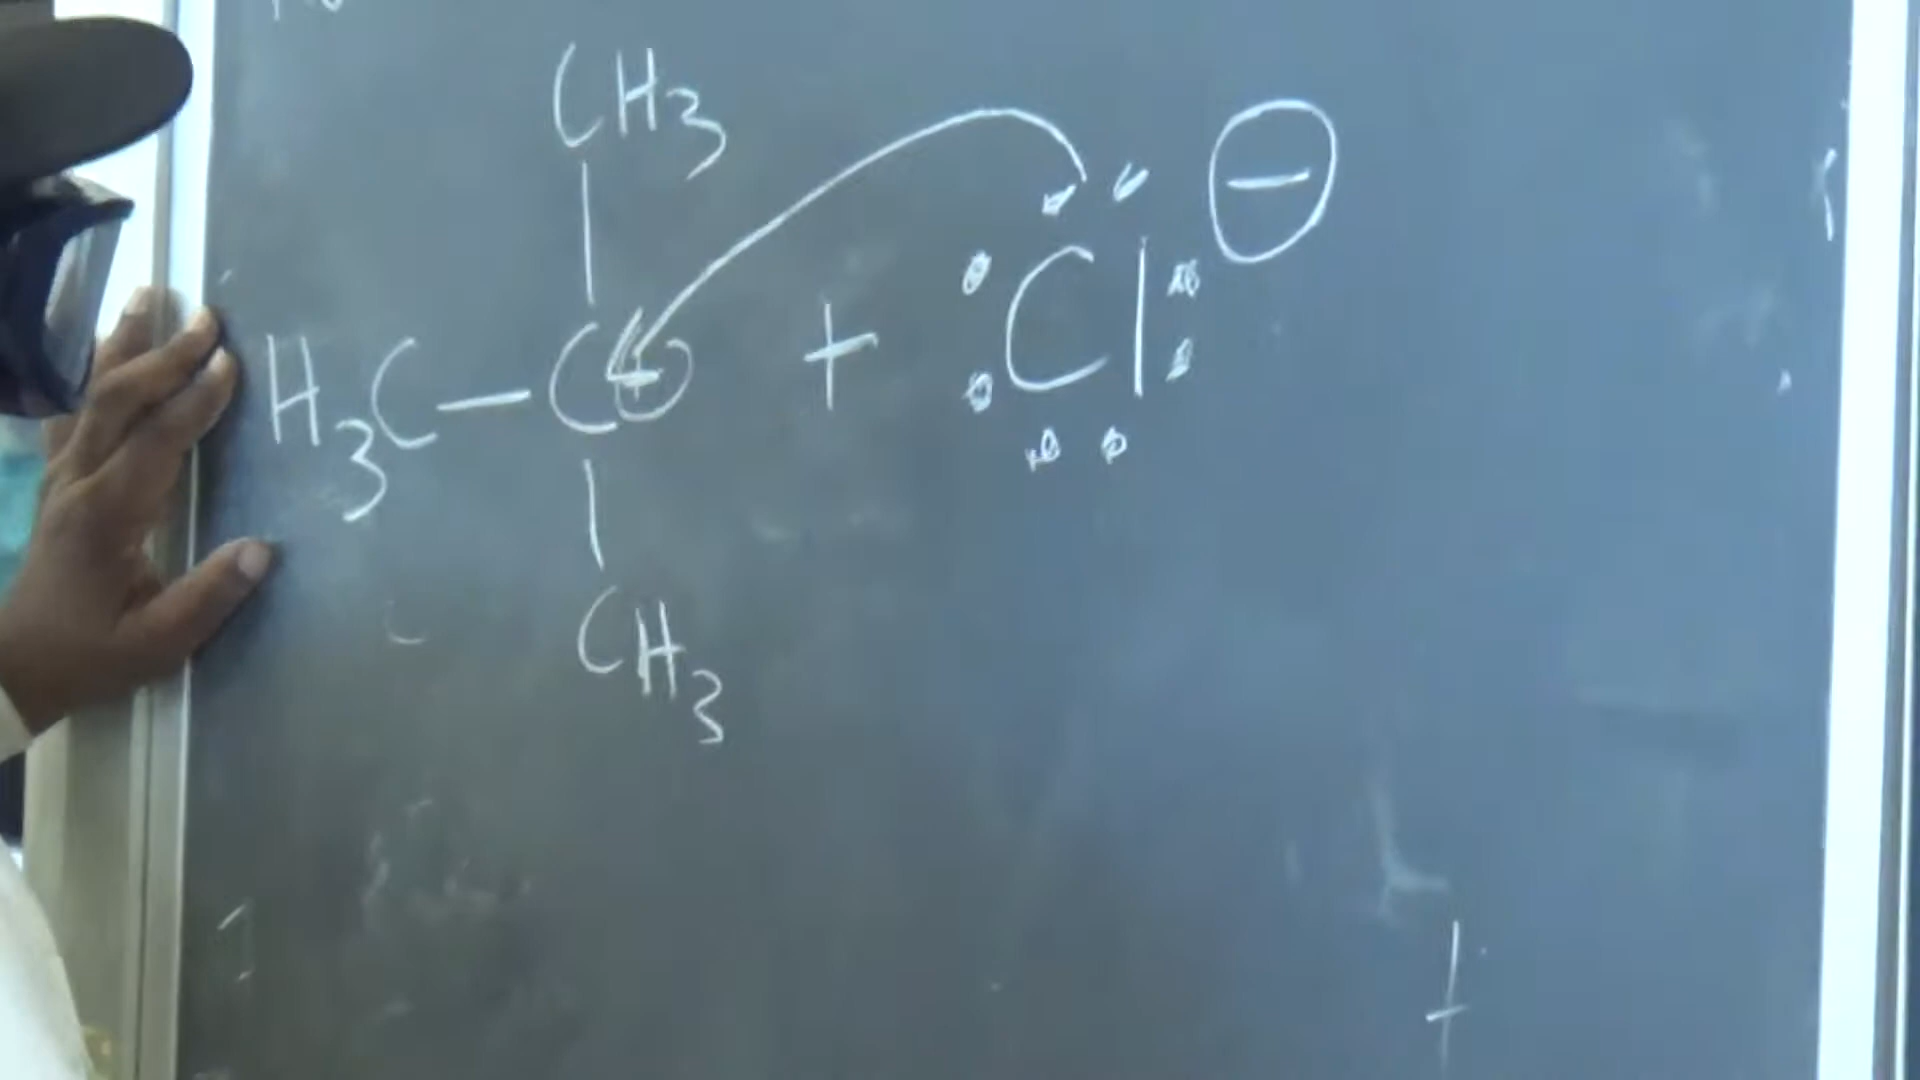 CH3
H3C - C⊕ + Cl ⊖
CH3
+